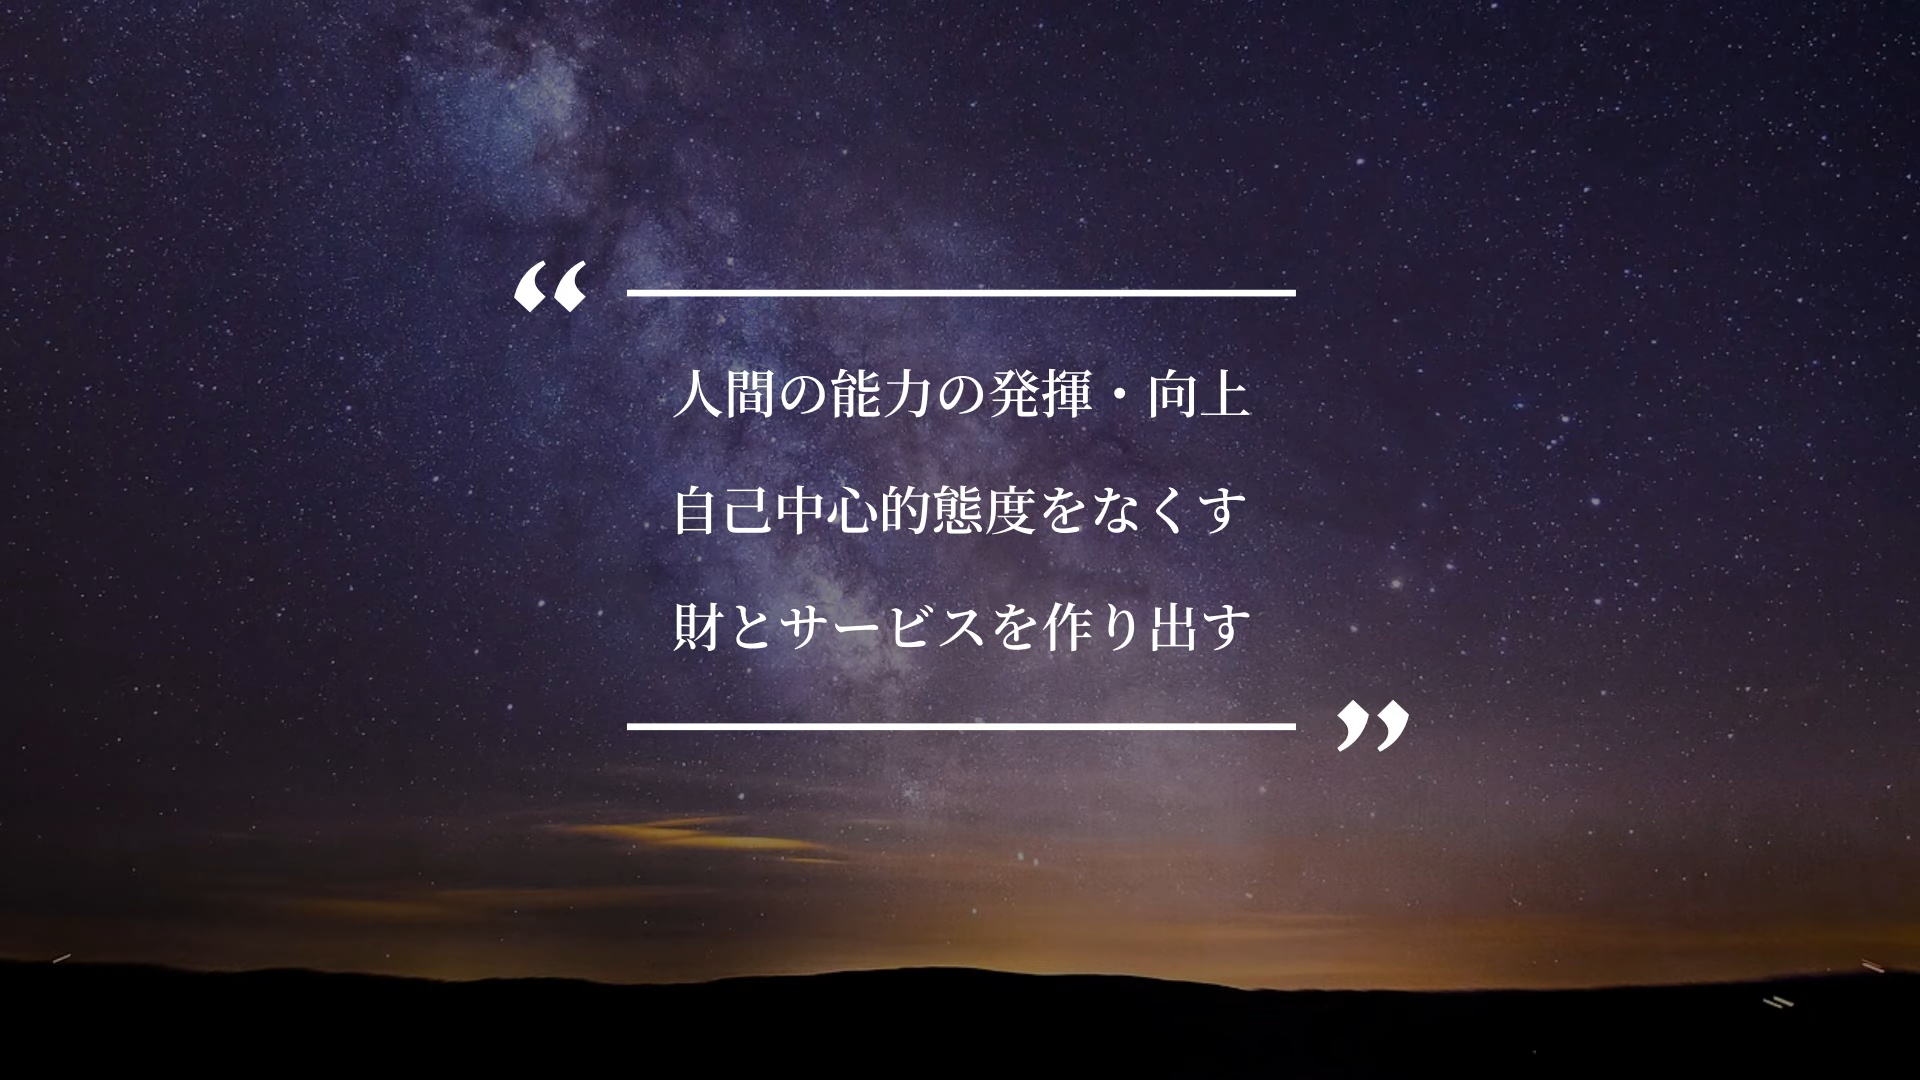 “
人間の能力の発揮・向上
自己中心的態度をなくす
財とサービスを作り出す
”